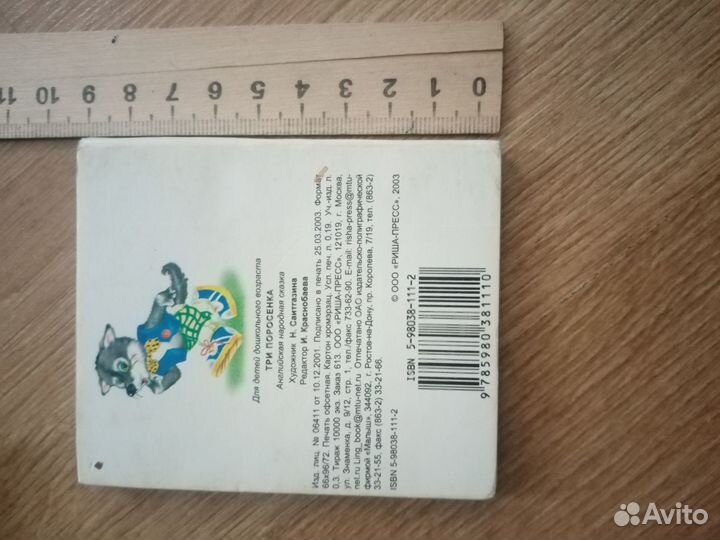 0 1 2 3 4 5 6 7 8 9 10 11
Для детей дошкольного возраста
ТРИ ПОРОСЕНКА
Английская народная сказка
Художник Н. Саитгазина
Редактор И. Краснобаева
Изд. лиц. № 06411 от 10.12.2001. Подписано в печать 25.03.2003. Формат
66х96/72. Печать офсетная. Картон хромэрзац. Усл. печ. л. 0,19. Уч.-изд. л.
0,3. Тираж 10000 экз. Заказ 613. ООО «РИША-ПРЕСС», 121019, г. Москва,
ул. Знаменка, д. 9/12, стр. 1, тел./факс 733-62-90. E-mail: risha-press@mtu-
net.ru Ling_book@mtu-net.ru Отпечатано ОАО издательско-полиграфической
фирмой «Малыш», 344092, г. Ростов-на-Дону, пр. Королева, 7/19, тел. (863-2)
33-21-55, факс (863-2) 33-21-66.
ISBN 5-98038-111-2
© ООО «РИША-ПРЕСС», 2003
ISBN 5-98038-111-2
9 785980 381110
Avito